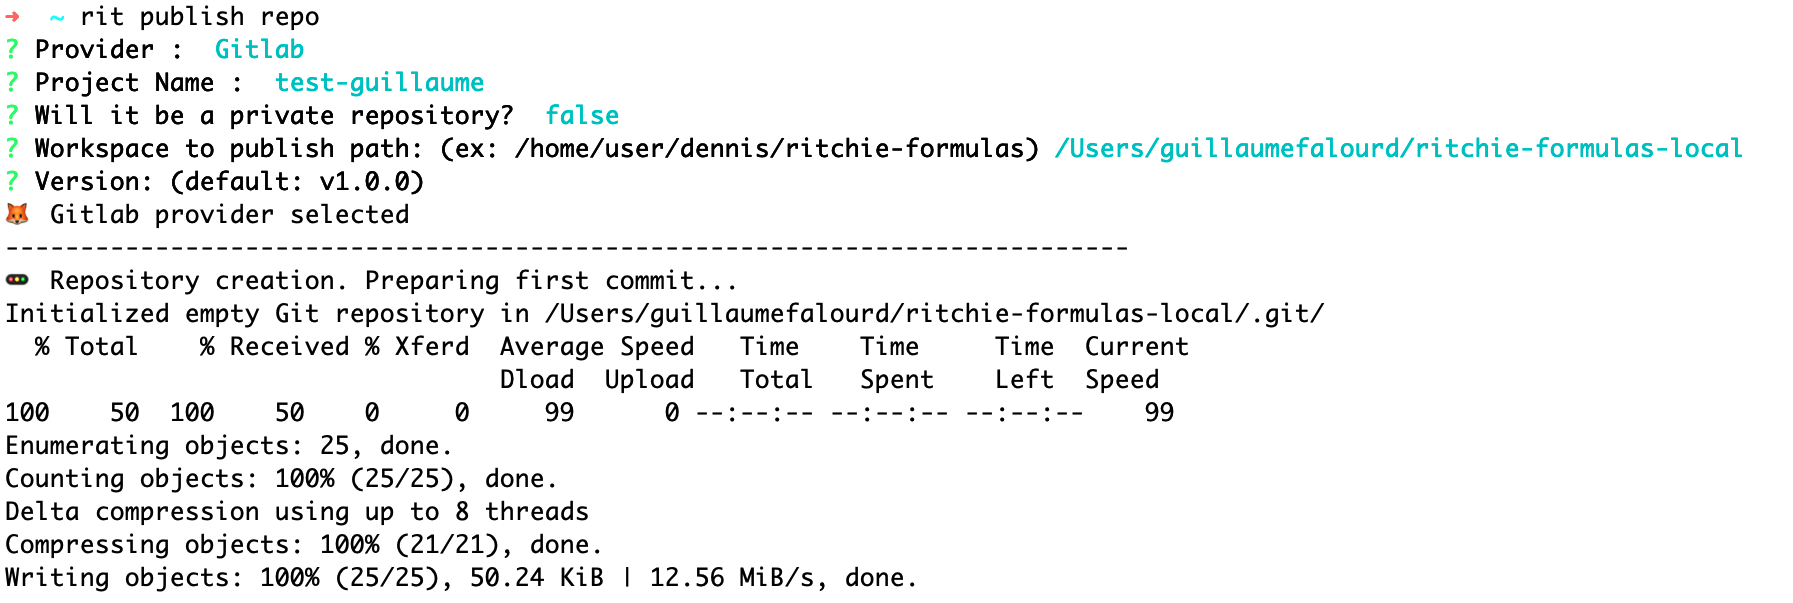 ➜ ~ rit publish repo
? Provider : Gitlab
? Project Name : test-guillaume
? Will it be a private repository? false
? Workspace to publish path: (ex: /home/user/dennis/ritchie-formulas) /Users/guillaumefalourd/ritchie-formulas-local
? Version: (default: v1.0.0)
🦊 Gitlab provider selected
---------------------------------------------------------------------------
🚥 Repository creation. Preparing first commit...
Initialized empty Git repository in /Users/guillaumefalourd/ritchie-formulas-local/.git/
  % Total    % Received % Xferd  Average Speed   Time    Time     Time  Current
                                 Dload  Upload   Total   Spent    Left  Speed
100    50  100    50    0     0     99      0 --:--:-- --:--:-- --:--:--    99
Enumerating objects: 25, done.
Counting objects: 100% (25/25), done.
Delta compression using up to 8 threads
Compressing objects: 100% (21/21), done.
Writing objects: 100% (25/25), 50.24 KiB | 12.56 MiB/s, done.